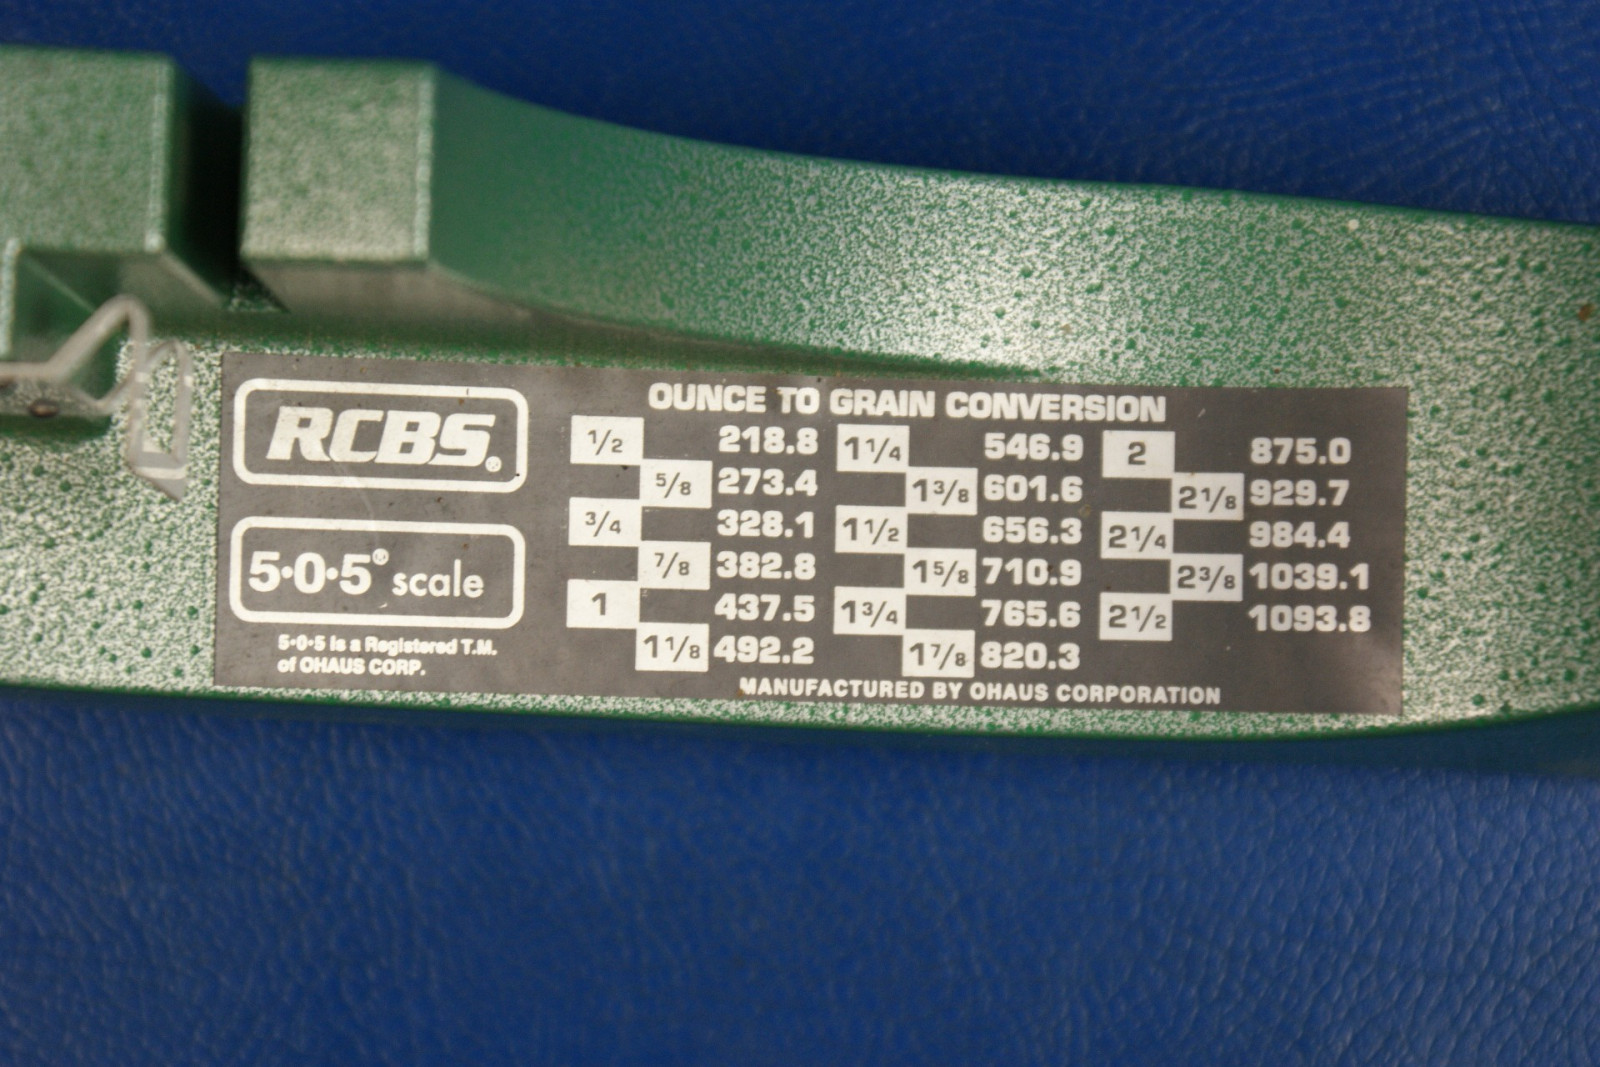 RCBS.®
5·0·5® scale
5·0·5 is a Registered T.M.
of OHAUS CORP.
OUNCE TO GRAIN CONVERSION
1/2 218.8 1 1/4 546.9 2 875.0
5/8 273.4 1 3/8 601.6 2 1/8 929.7
3/4 328.1 1 1/2 656.3 2 1/4 984.4
7/8 382.8 1 5/8 710.9 2 3/8 1039.1
1 437.5 1 3/4 765.6 2 1/2 1093.8
1 1/8 492.2 1 7/8 820.3
MANUFACTURED BY OHAUS CORPORATION